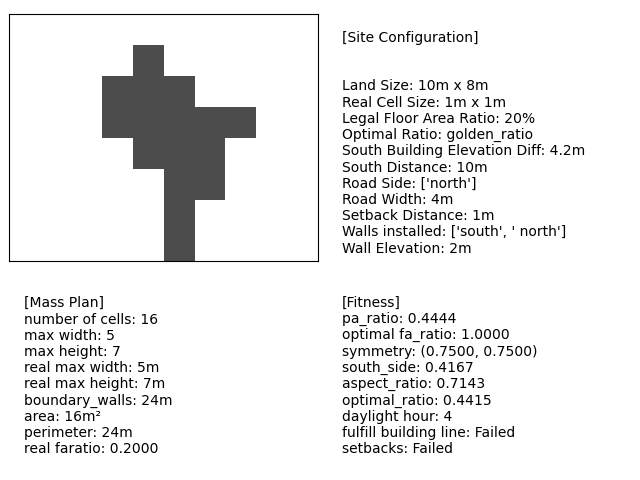 [Site Configuration]
Land Size: 10m x 8m
Real Cell Size: 1m x 1m
Legal Floor Area Ratio: 20%
Optimal Ratio: golden_ratio
South Building Elevation Diff: 4.2m
South Distance: 10m
Road Side: ['north']
Road Width: 4m
Setback Distance: 1m
Walls installed: ['south', ' north']
Wall Elevation: 2m
[Mass Plan]
number of cells: 16
max width: 5
max height: 7
real max width: 5m
real max height: 7m
boundary_walls: 24m
area: 16m²
perimeter: 24m
real faratio: 0.2000
[Fitness]
pa_ratio: 0.4444
optimal fa_ratio: 1.0000
symmetry: (0.7500, 0.7500)
south_side: 0.4167
aspect_ratio: 0.7143
optimal_ratio: 0.4415
daylight hour: 4
fulfill building line: Failed
setbacks: Failed